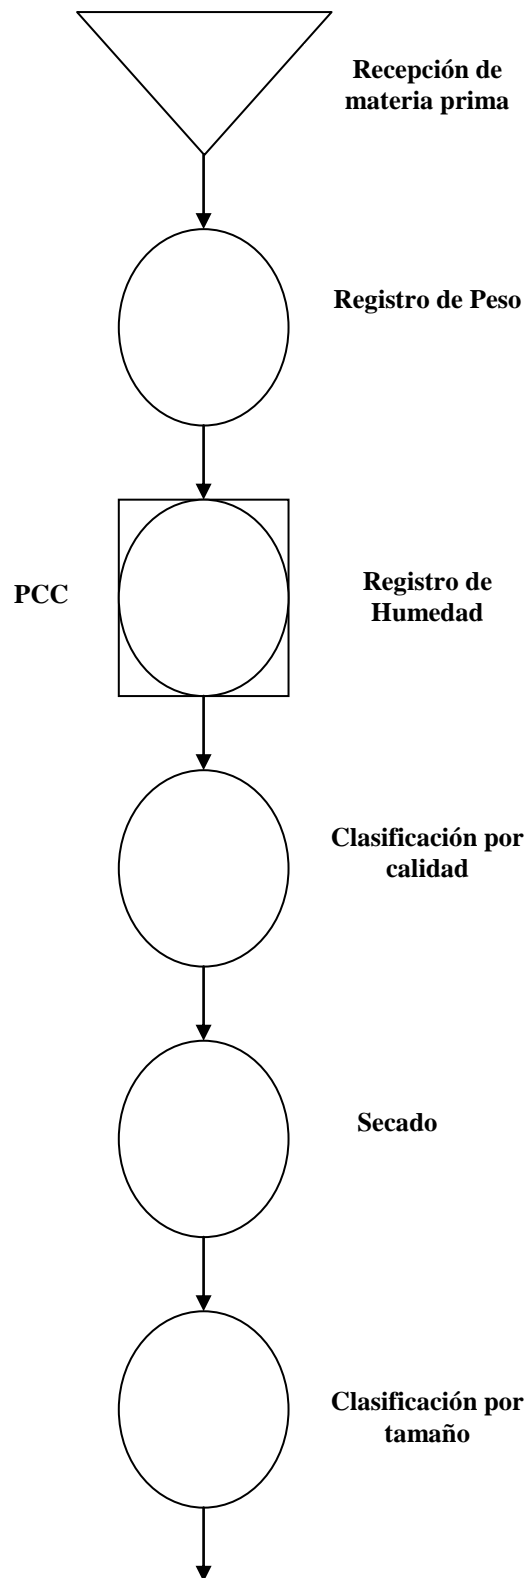 Recepción de
materia prima
Registro de Peso
PCC
Registro de
Humedad
Clasificación por
calidad
Secado
Clasificación por
tamaño